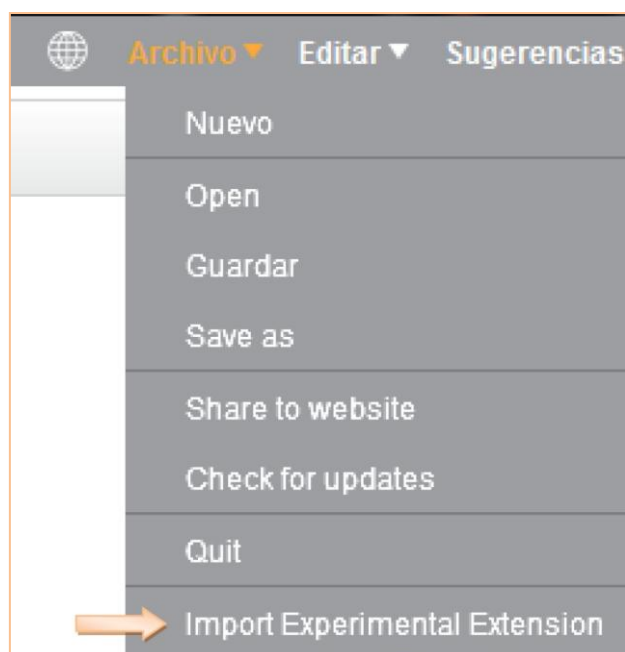 Archivo Editar Sugerencias
Nuevo
Open
Guardar
Save as
Share to website
Check for updates
Quit
Import Experimental Extension